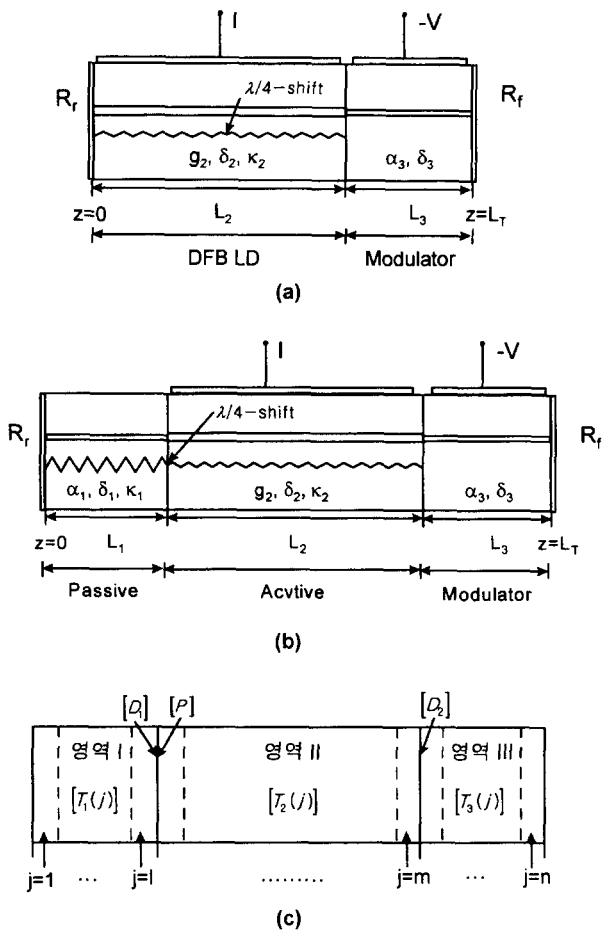 I -V
R_r λ/4-shift R_f
g₂, δ₂, κ₂ α₃, δ₃
z=0 L₂ L₃ z=L_T
DFB LD Modulator
(a)
I -V
λ/4-shift
R_r R_f
α₁, δ₁, κ₁ g₂, δ₂, κ₂ α₃, δ₃
z=0 L₁ L₂ L₃ z=L_T
Passive Acvtive Modulator
(b)
[D₁] [P] [D₂]
영역 I 영역 II 영역 III
[T₁(j)] [T₂(j)] [T₃(j)]
j=1 ... j=l ......... j=m ... j=n
(c)